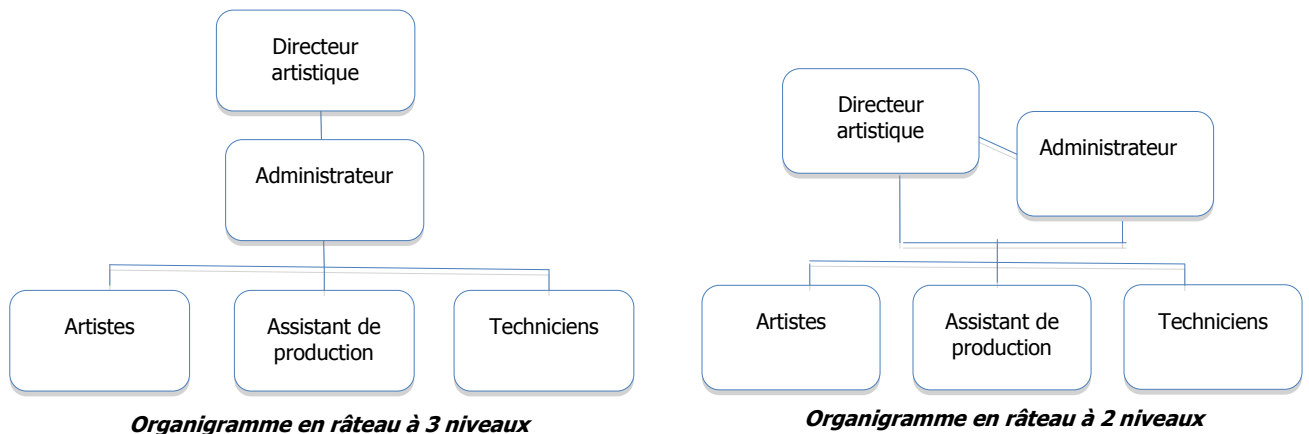 Directeur
artistique
Administrateur
Artistes
Assistant de
production
Techniciens
Organigramme en râteau à 3 niveaux
Directeur
artistique
Administrateur
Artistes
Assistant de
production
Techniciens
Organigramme en râteau à 2 niveaux